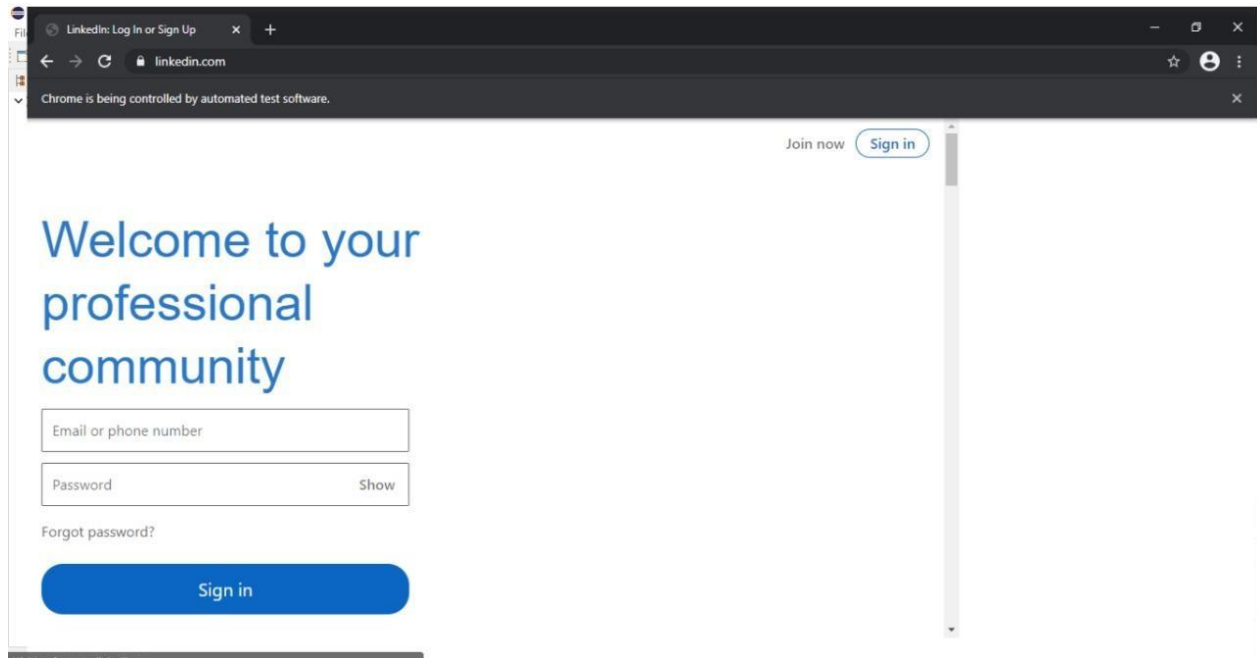 LinkedIn: Log In or Sign Up
linkedin.com
Chrome is being controlled by automated test software.
Join now Sign in
Welcome to your
professional
community
Email or phone number
Password Show
Forgot password?
Sign in